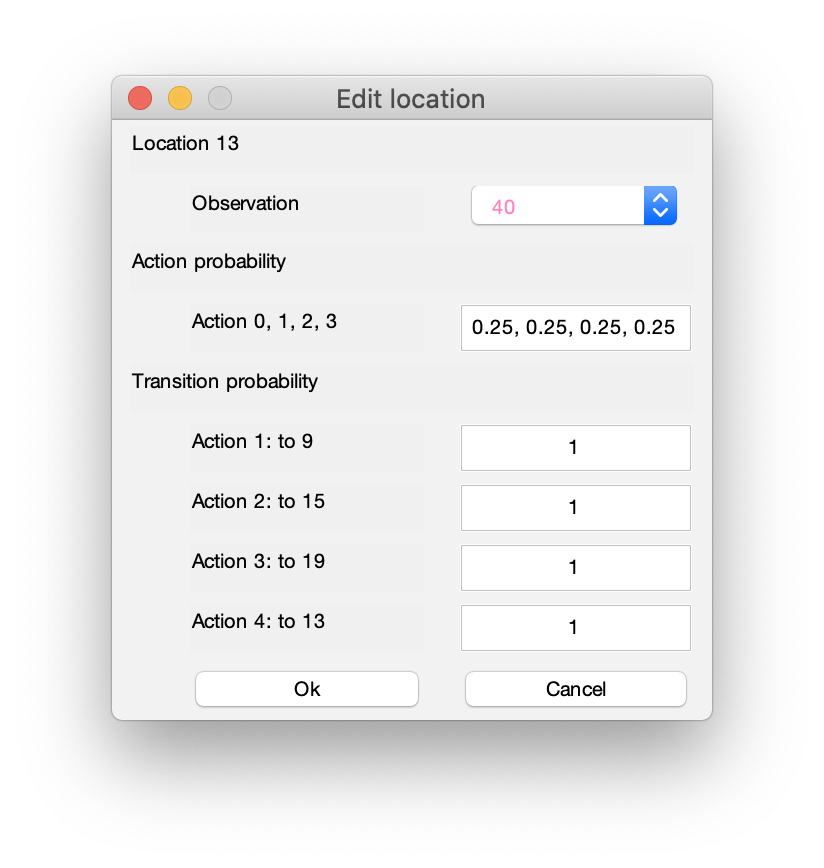 Edit location
Location 13
Observation 40
Action probability
Action 0, 1, 2, 3 0.25, 0.25, 0.25, 0.25
Transition probability
Action 1: to 9 1
Action 2: to 15 1
Action 3: to 19 1
Action 4: to 13 1
Ok Cancel